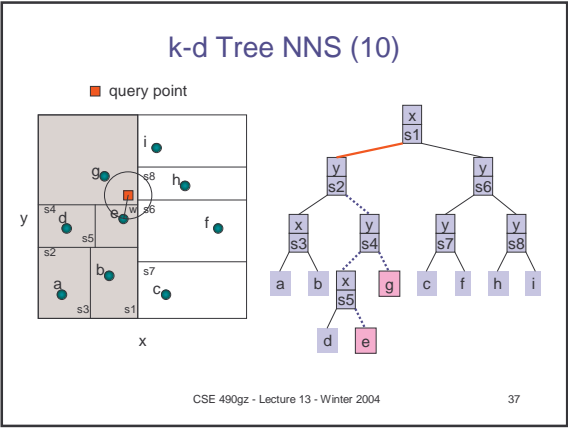 k-d Tree NNS (10)
query point
x
s1
i
y
s2
y
s6
g
s8
h
s4
d
e
w
s6
f
y
s5
x
s3
y
s4
y
s7
y
s8
s2
a
b
s7
c
s3
s1
a
b
x
s5
g
c
f
h
i
x
d
e
CSE 490gz - Lecture 13 - Winter 2004
37